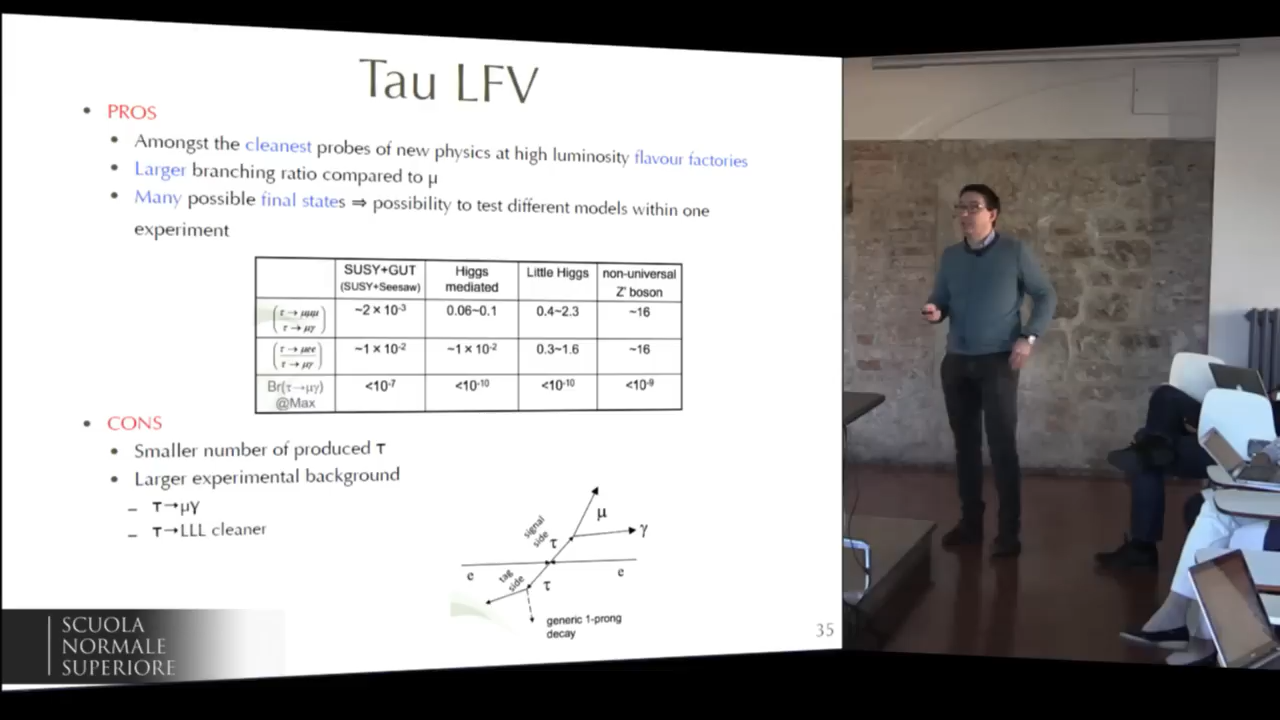 Tau LFV
• PROS
• Amongst the cleanest probes of new physics at high luminosity flavour factories
• Larger branching ratio compared to μ
• Many possible final states ⇒ possibility to test different models within one
experiment
SUSY+GUT
(SUSY+Seesaw)
Higgs
mediated
Little Higgs
non-universal
Z' boson
(τ→μμμ
τ→μγ)
~2 × 10⁻³
0.06~0.1
0.4~2.3
~16
(τ→μee
τ→μγ)
~1 × 10⁻²
~1 × 10⁻²
0.3~1.6
~16
Br(τ→μγ)
@Max
<10⁻⁷
<10⁻¹⁰
<10⁻¹⁰
<10⁻⁹
• CONS
• Smaller number of produced τ
• Larger experimental background
– τ→μγ
– τ→LLL cleaner
signal
side
μ
γ
τ
e
e
tag
side
τ
generic 1-prong
decay
SCUOLA
NORMALE
SUPERIORE
35